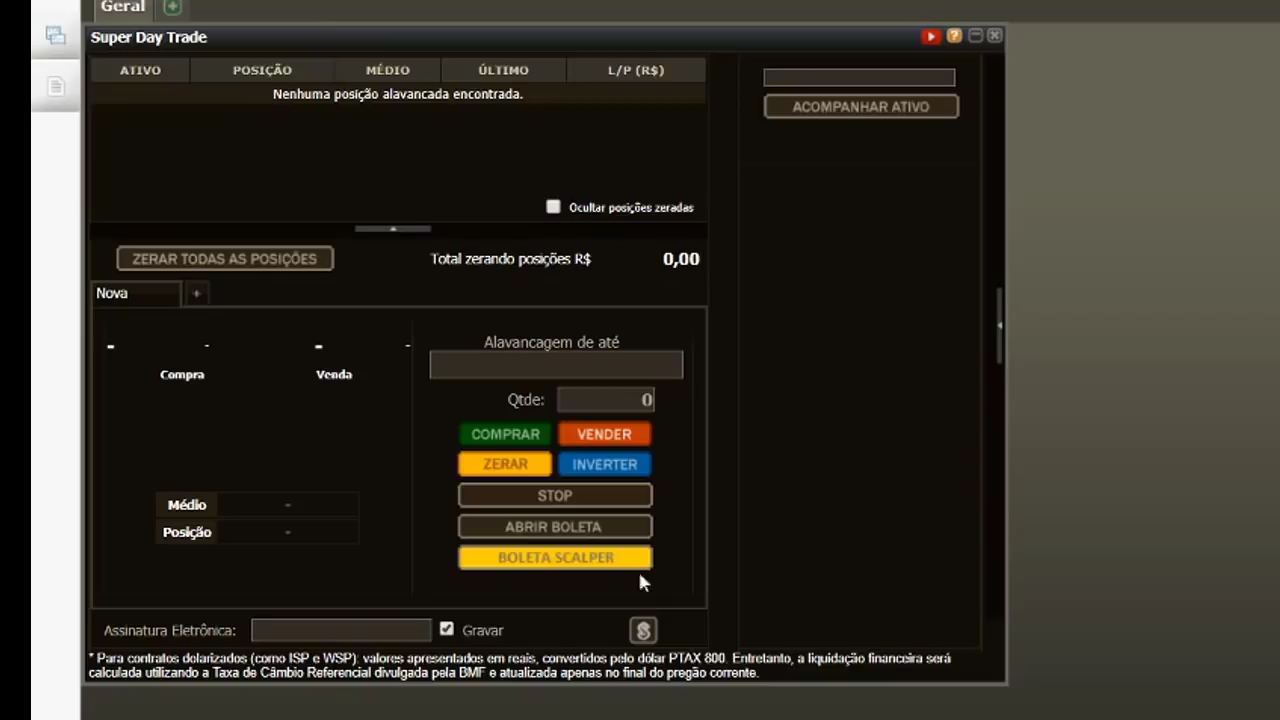 Geral
Super Day Trade
ATIVO POSIÇÃO MÉDIO ÚLTIMO L/P (R$)
Nenhuma posição alavancada encontrada.
ACOMPANHAR ATIVO
Ocultar posições zeradas
ZERAR TODAS AS POSIÇÕES Total zerando posições R$ 0,00
Nova +
- - - -
Compra Venda
Alavancagem de até
Qtde: 0
COMPRAR VENDER
ZERAR INVERTER
STOP
ABRIR BOLETA
BOLETA SCALPER
Médio -
Posição -
Assinatura Eletrônica: Gravar $
* Para contratos dolarizados (como ISP e WSP): valores apresentados em reais, convertidos pelo dólar PTAX 800. Entretanto, a liquidação financeira será
calculada utilizando a Taxa de Câmbio Referencial divulgada pela BMF e atualizada apenas no final do pregão corrente.